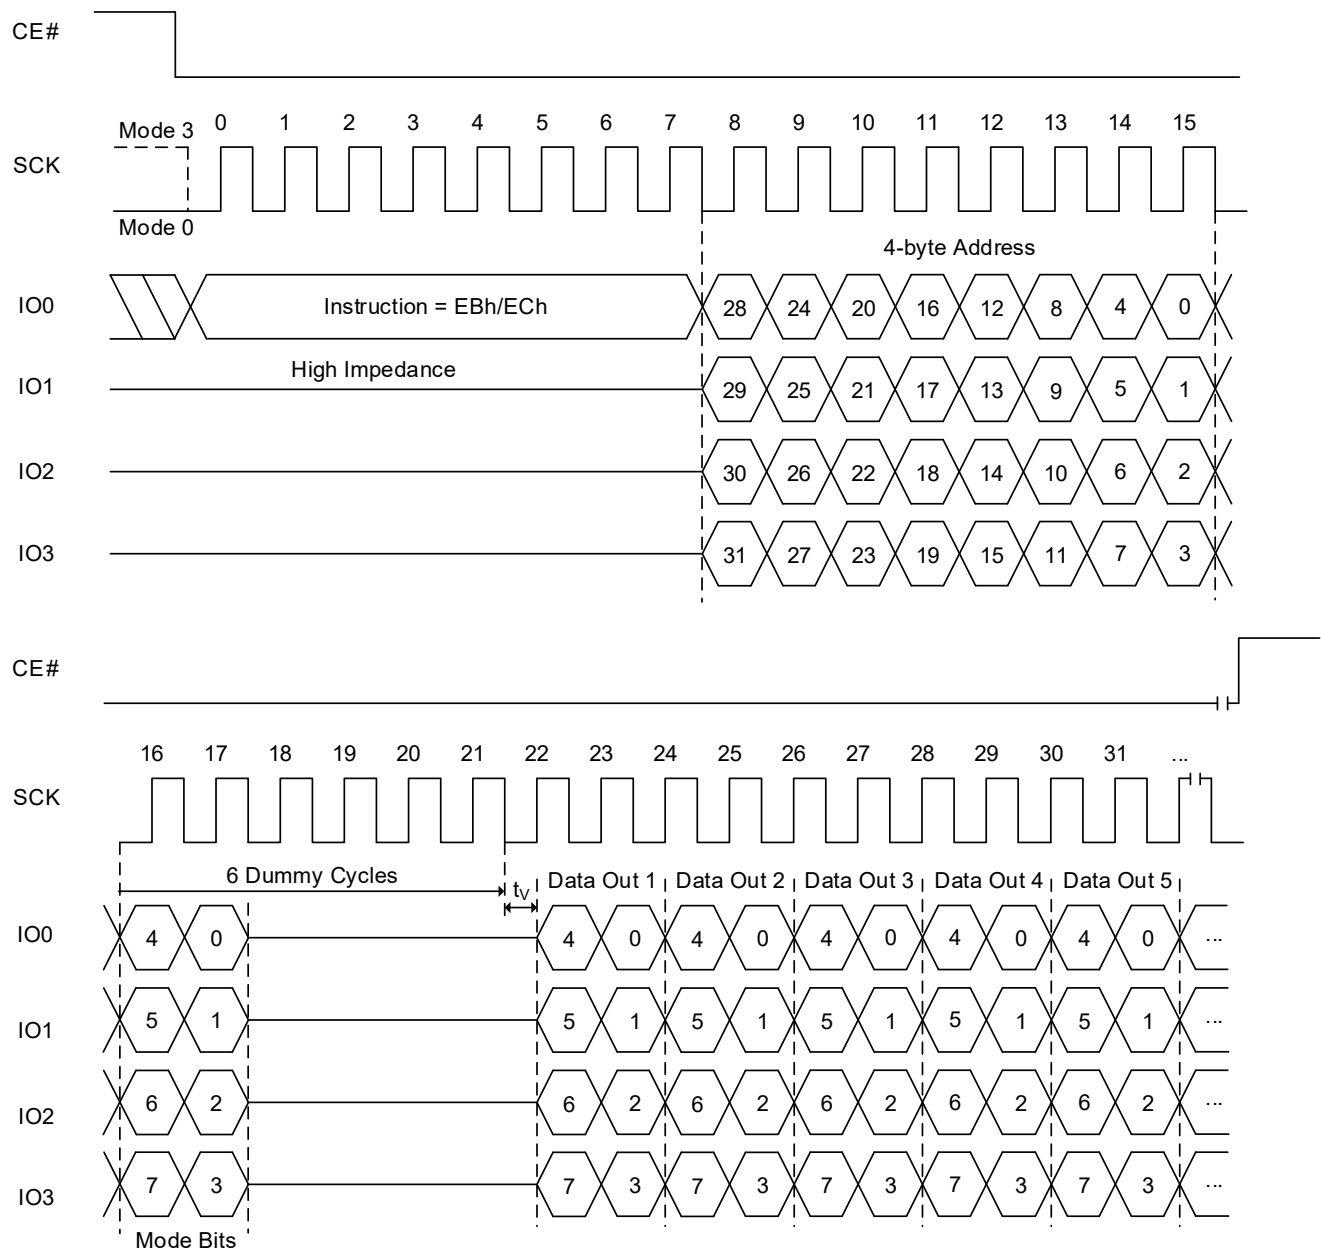 CE#
Mode 3 0 1 2 3 4 5 6 7 8 9 10 11 12 13 14 15
SCK
Mode 0
4-byte Address
IO0 Instruction = EBh/ECh 28 24 20 16 12 8 4 0
High Impedance
IO1 29 25 21 17 13 9 5 1
IO2 30 26 22 18 14 10 6 2
IO3 31 27 23 19 15 11 7 3
CE#
16 17 18 19 20 21 22 23 24 25 26 27 28 29 30 31 ...
SCK
6 Dummy Cycles tV Data Out 1 Data Out 2 Data Out 3 Data Out 4 Data Out 5
IO0 4 0 4 0 4 0 4 0 4 0 4 0 ...
IO1 5 1 5 1 5 1 5 1 5 1 5 1 ...
IO2 6 2 6 2 6 2 6 2 6 2 6 2 ...
IO3 7 3 7 3 7 3 7 3 7 3 7 3 ...
Mode Bits